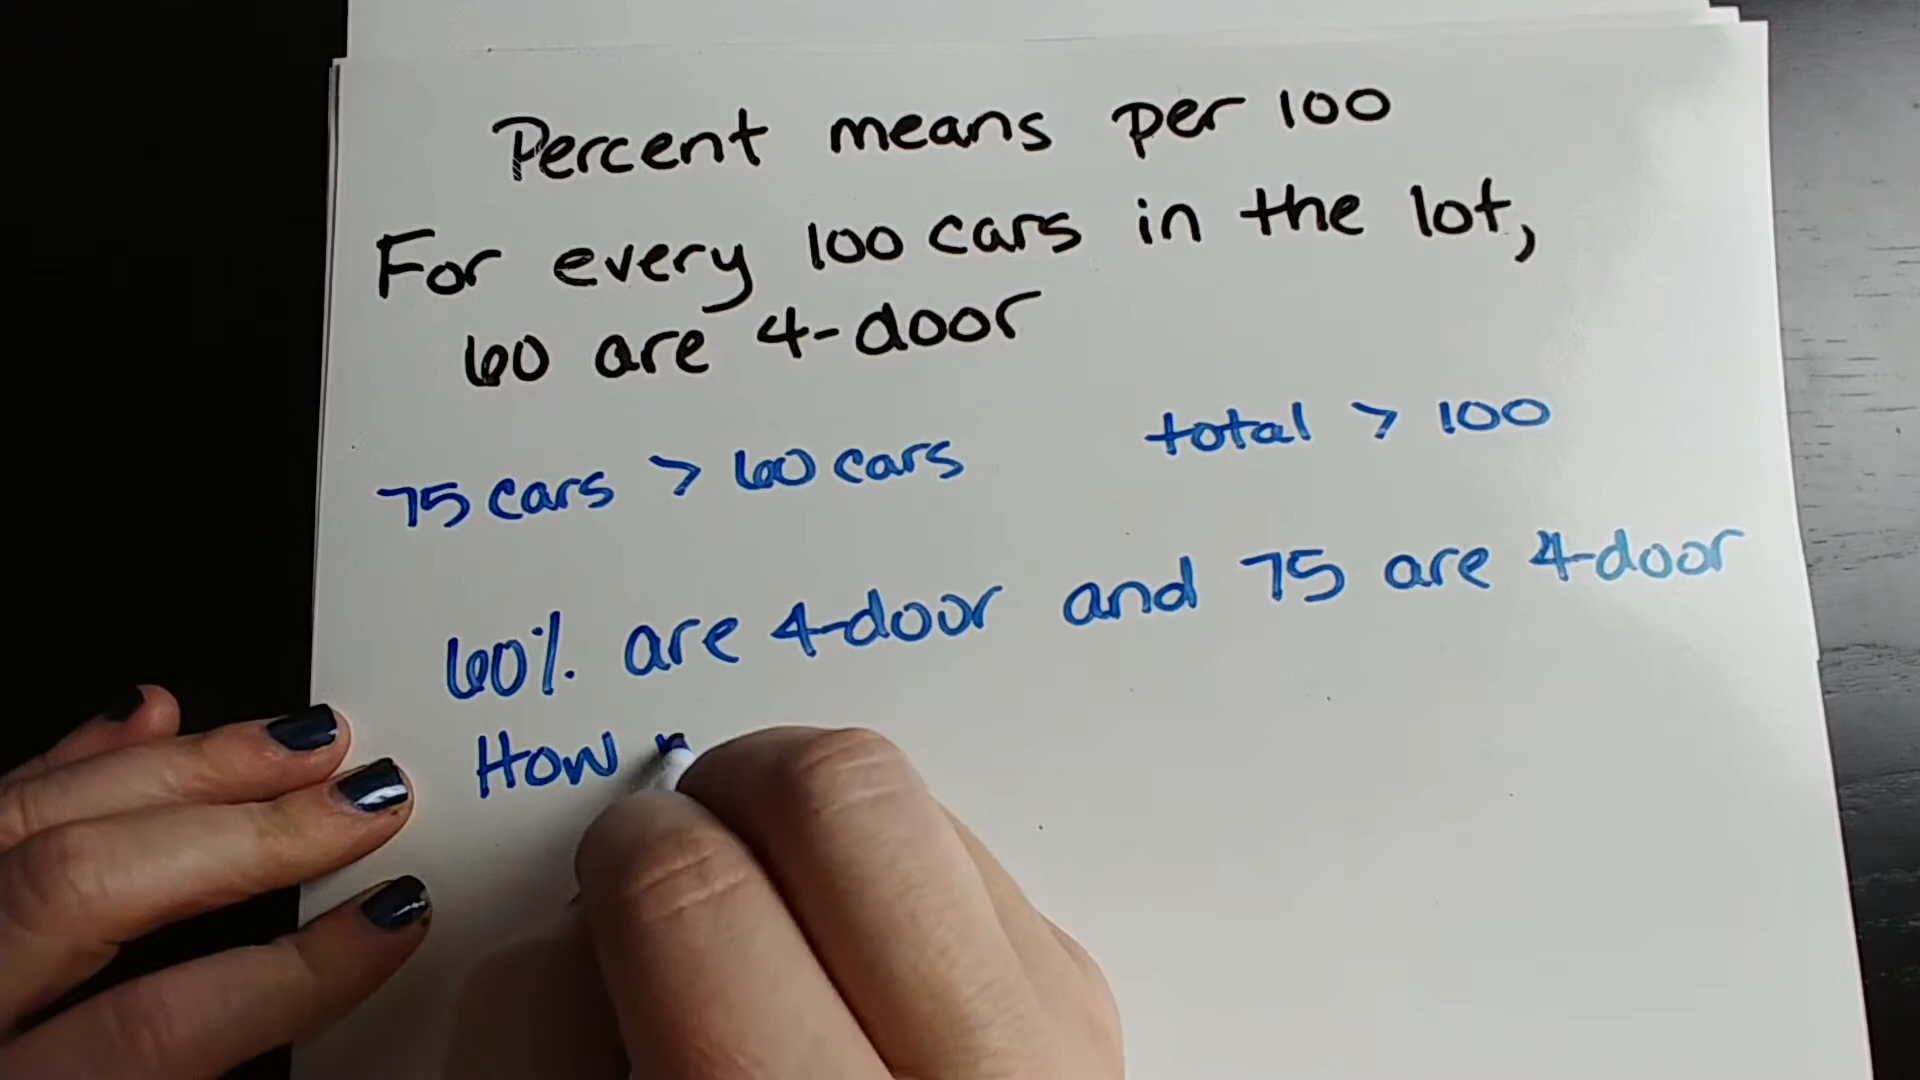 Percent means per 100
For every 100 cars in the lot,
60 are 4-door
75 cars > 60 cars
total > 100
60% are 4-door and 75 are 4-door
How